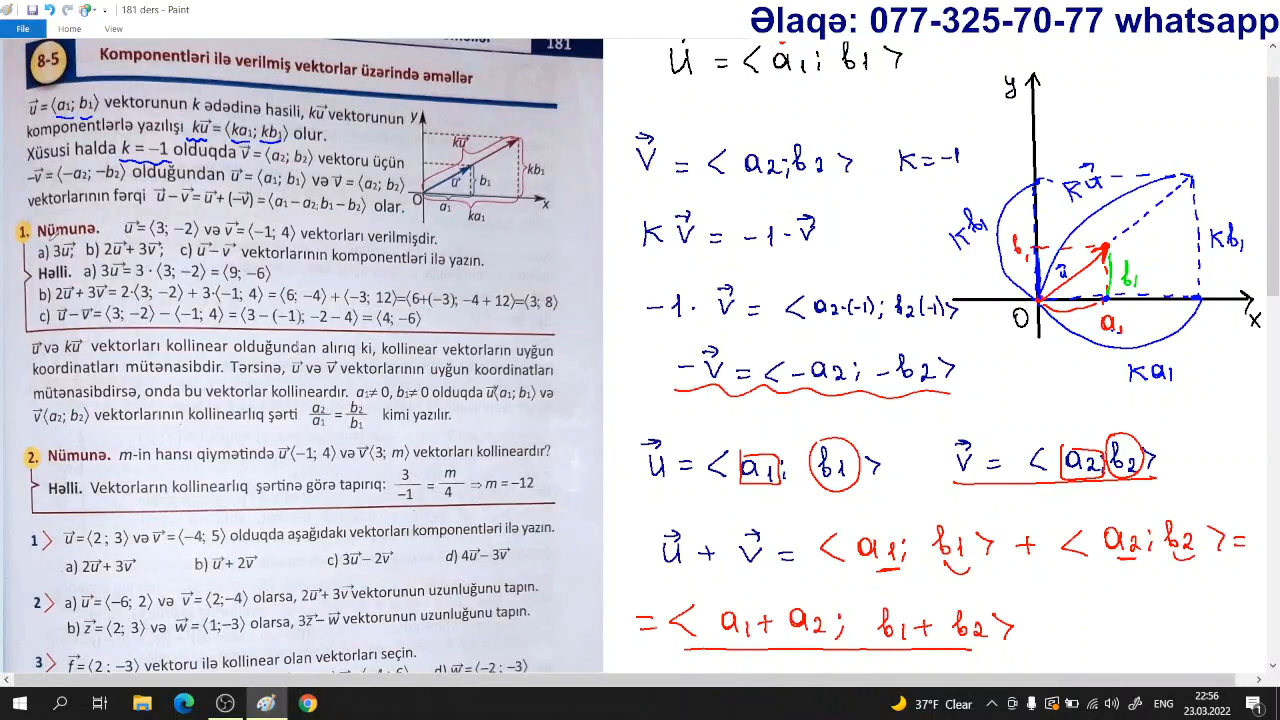 181 ders - Paint
Əlaqə: 077-325-70-77 whatsapp
File Home View
181
8-5 Komponentləri ilə verilmiş vektorlar üzərində əməllər
u⃗ = ⟨a₁; b₁⟩ vektorunun k ədədinə hasili, ku⃗ vektorunun
komponentlərlə yazılışı ku⃗ = ⟨ka₁; kb₁⟩ olur.
Xüsusi halda k = −1 olduqda v⃗ = ⟨a₂; b₂⟩ vektoru üçün
−v⃗ = ⟨−a₂; −b₂⟩ olduğundan u⃗ = ⟨a₁; b₁⟩ və v⃗ = ⟨a₂; b₂⟩
vektorlarının fərqi u⃗ − v⃗ = u⃗ + (−v⃗) = ⟨a₁ − a₂; b₁ − b₂⟩ olar.
y
ku⃗
u⃗
b₁
kb₁
O
a₁
ka₁
x
1. Nümunə. u⃗ = ⟨3; −2⟩ və v⃗ = ⟨−1; 4⟩ vektorları verilmişdir.
a) 3u⃗; b) 2u⃗ + 3v⃗; c) u⃗ − v⃗ vektorlarının komponentləri ilə yazın.
Həlli. a) 3u⃗ = 3 · ⟨3; −2⟩ = ⟨9; −6⟩
b) 2u⃗ + 3v⃗ = 2·⟨3; −2⟩ + 3·⟨−1; 4⟩ = ⟨6; −4⟩ + ⟨−3; 12⟩=⟨6+(−3); −4 + 12⟩=⟨3; 8⟩
c) u⃗ − v⃗ = ⟨3; −2⟩ − ⟨−1; 4⟩ = ⟨3 − (−1); −2 − 4⟩ = ⟨4; −6⟩
u⃗ və ku⃗ vektorları kollinear olduğundan alırıq ki, kollinear vektorların uyğun
koordinatları mütənasibdir. Tərsinə, u⃗ və v⃗ vektorlarının uyğun koordinatları
mütənasibdirsə, onda bu vektorlar kollineardır. a₁≠ 0, b₁≠ 0 olduqda u⃗⟨a₁; b₁⟩ və
v⃗⟨a₂; b₂⟩ vektorlarının kollinearlıq şərti a₂/a₁ = b₂/b₁ kimi yazılır.
2. Nümunə. m-in hansı qiymətində u⃗⟨−1; 4⟩ və v⃗⟨3; m⟩ vektorları kollineardır?
Həlli. Vektorların kollinearlıq şərtinə görə tapırıq: 3/−1 = m/4 ⇒ m = −12
1 u⃗ = ⟨2 ; 3⟩ və v⃗ = ⟨−4; 5⟩ olduqda aşağıdakı vektorları komponentləri ilə yazın.
a) 2u⃗ + 3v⃗ b) u⃗ + 2v⃗ c) 3u⃗ − 2v⃗ d) 4u⃗ − 3v⃗
2 a) u⃗ = ⟨−6; 2⟩ və v⃗ = ⟨2;−4⟩ olarsa, 2u⃗ + 3v⃗ vektorunun uzunluğunu tapın.
b) z⃗ = ⟨2; 3⟩ və w⃗ = ⟨1;−3⟩ olarsa, 3z⃗ − w⃗ vektorunun uzunluğunu tapın.
3 f⃗ = ⟨2 ; −3⟩ vektoru ilə kollinear olan vektorları seçin.
d) w⃗ = ⟨−2 ; −3⟩
u⃗ = < a₁; b₁ >
v⃗ = < a₂; b₂ > k = −1
k v⃗ = −1 · v⃗
−1 · v⃗ = < a₂·(−1); b₂(−1) >
−v⃗ = < −a₂; −b₂ >
u⃗ = < a₁; b₁ > v⃗ = < a₂; b₂ >
u⃗ + v⃗ = < a₁; b₁ > + < a₂; b₂ > =
= < a₁ + a₂; b₁ + b₂ >
y
ku⃗
kb₁
b₁
u⃗
b₁
kb₁
O
a₁
x
ka₁
37°F Clear
ENG
22:56
23.03.2022
1